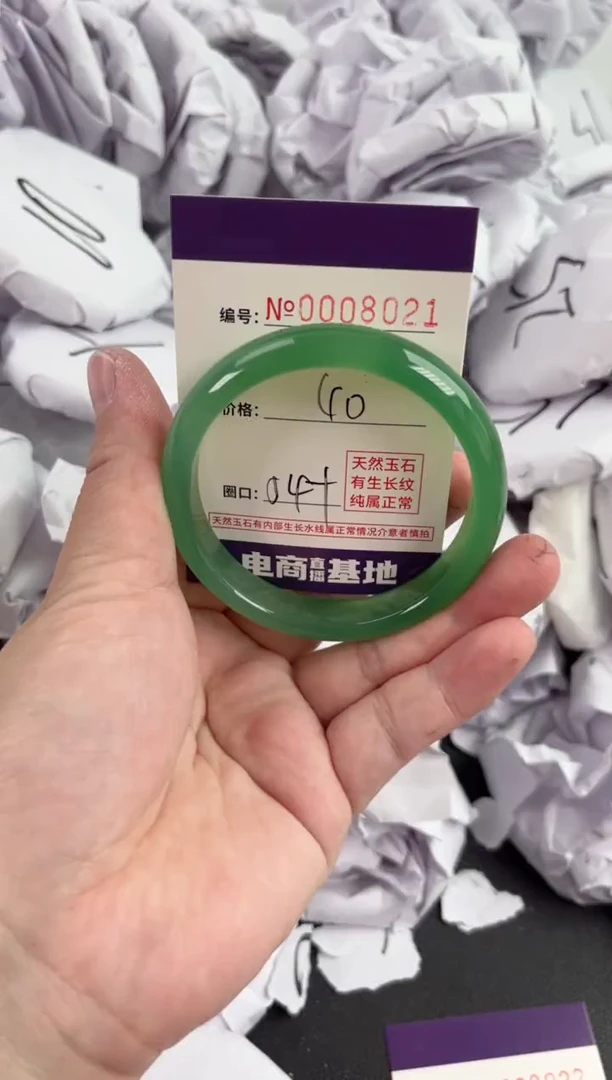 编号: №0008021
价格: 40
圈口:
天然玉石
有生长纹
纯属正常
天然玉石有内部生长水线属正常情况介意者慎拍
电商直播基地